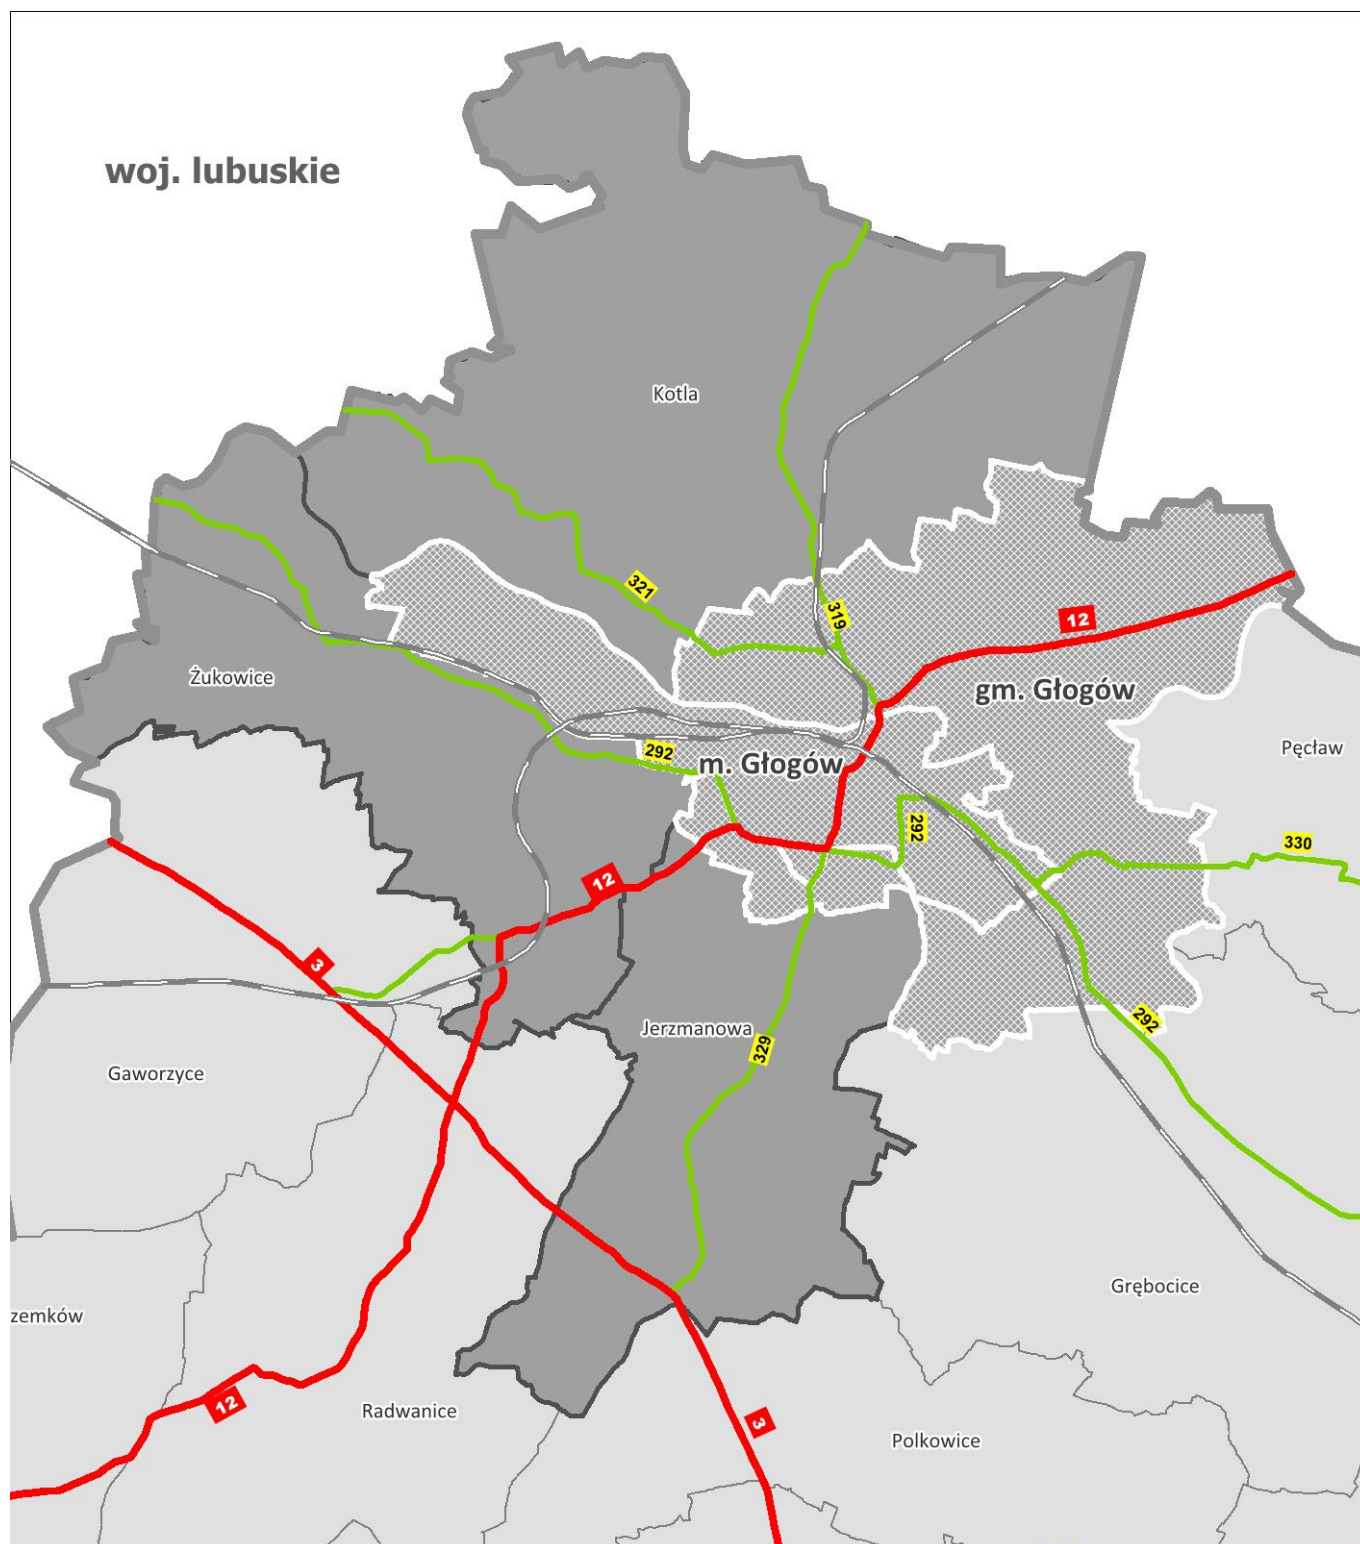 woj. lubuskie
Kotla
321
319
12
Żukowice
gm. Głogów
Pęcław
292
m. Głogów
292
330
12
3
292
Jerzmanowa
329
Gaworzyce
Grębocice
zemków
12
Radwanice
3
Polkowice